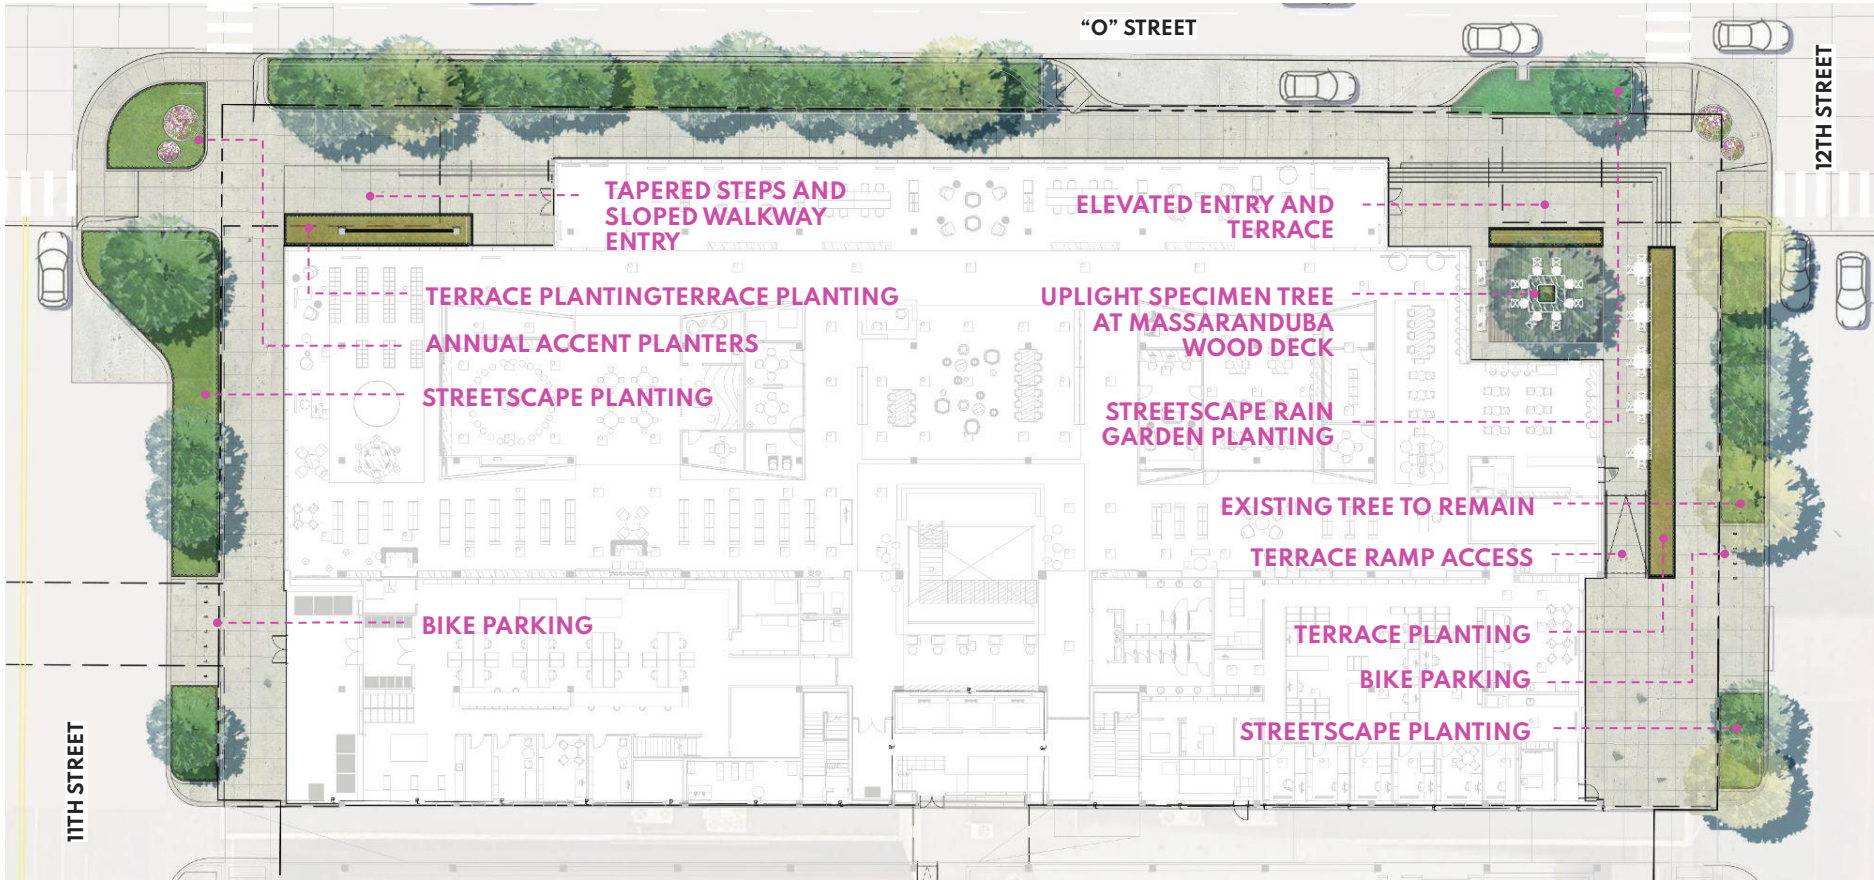 “O” STREET
12TH STREET
TAPERED STEPS AND
SLOPED WALKWAY
ENTRY
ELEVATED ENTRY AND
TERRACE
TERRACE PLANTINGTERRACE PLANTING
UPLIGHT SPECIMEN TREE
AT MASSARANDUBA
WOOD DECK
ANNUAL ACCENT PLANTERS
STREETSCAPE PLANTING
STREETSCAPE RAIN
GARDEN PLANTING
EXISTING TREE TO REMAIN
TERRACE RAMP ACCESS
BIKE PARKING
TERRACE PLANTING
BIKE PARKING
STREETSCAPE PLANTING
11TH STREET